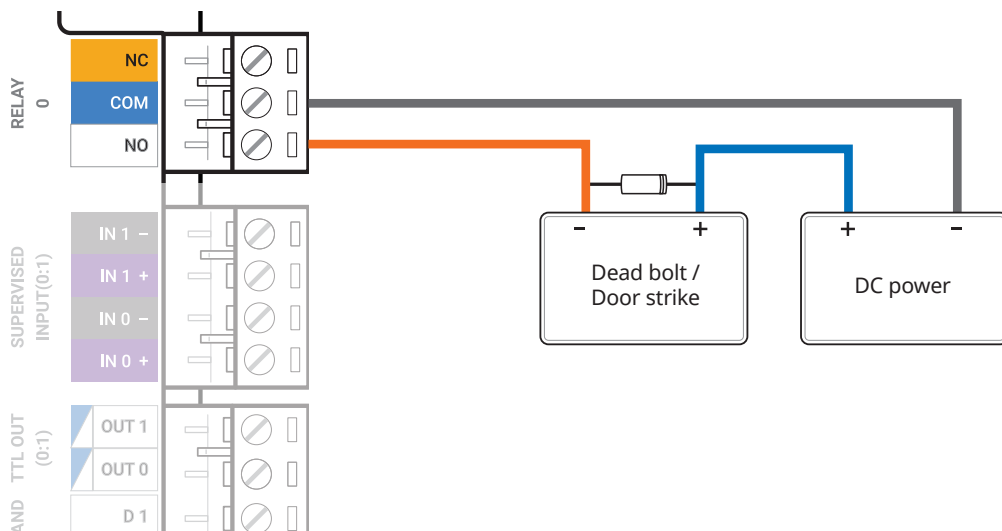 RELAY
0
NC
COM
NO
SUPERVISED
INPUT(0:1)
IN 1 −
IN 1 +
IN 0 −
IN 0 +
TTL OUT
(0:1)
OUT 1
OUT 0
AND
D 1
- +
Dead bolt /
Door strike
+ -
DC power